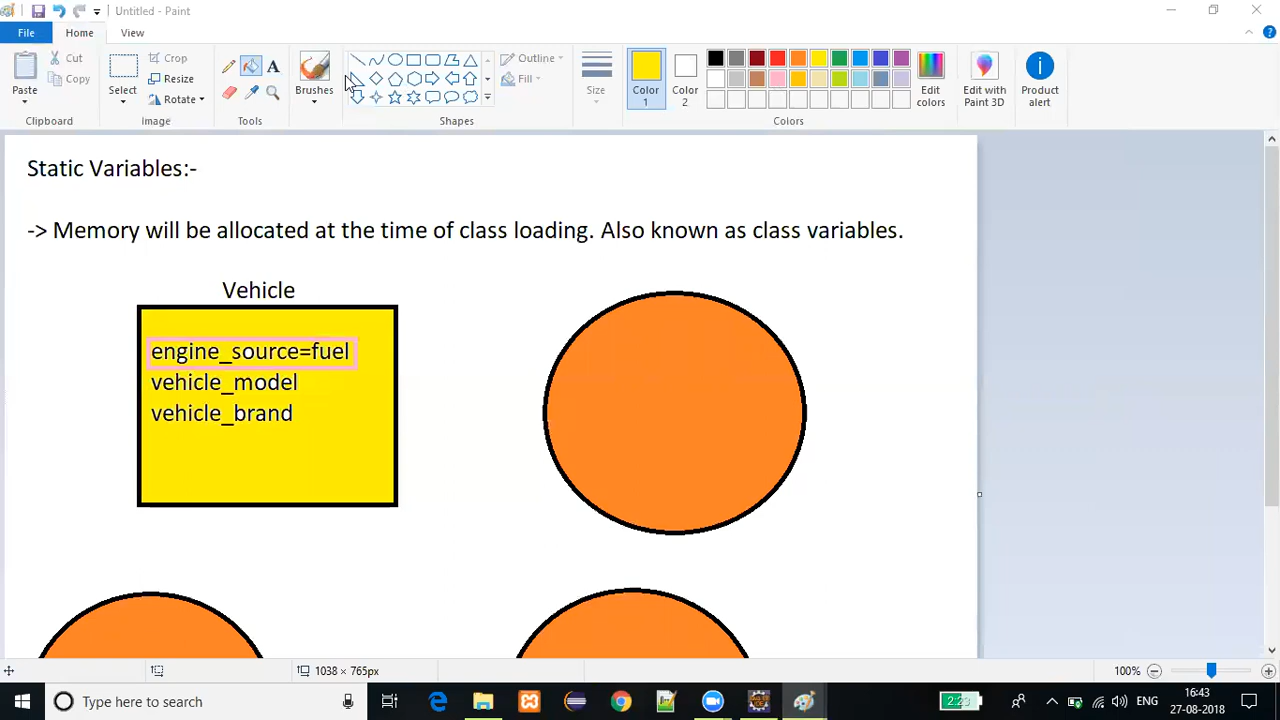 Untitled - Paint
File
Home
View
Paste
Cut
Copy
Clipboard
Select
Crop
Resize
Rotate
Image
Tools
Brushes
Shapes
Outline
Fill
Size
Color 1
Color 2
Edit colors
Colors
Edit with Paint 3D
Product alert
Static Variables:-
-> Memory will be allocated at the time of class loading. Also known as class variables.
Vehicle
engine_source=fuel
vehicle_model
vehicle_brand
1038 × 765px
100%
Type here to search
2:23
ENG
16:43
27-08-2018